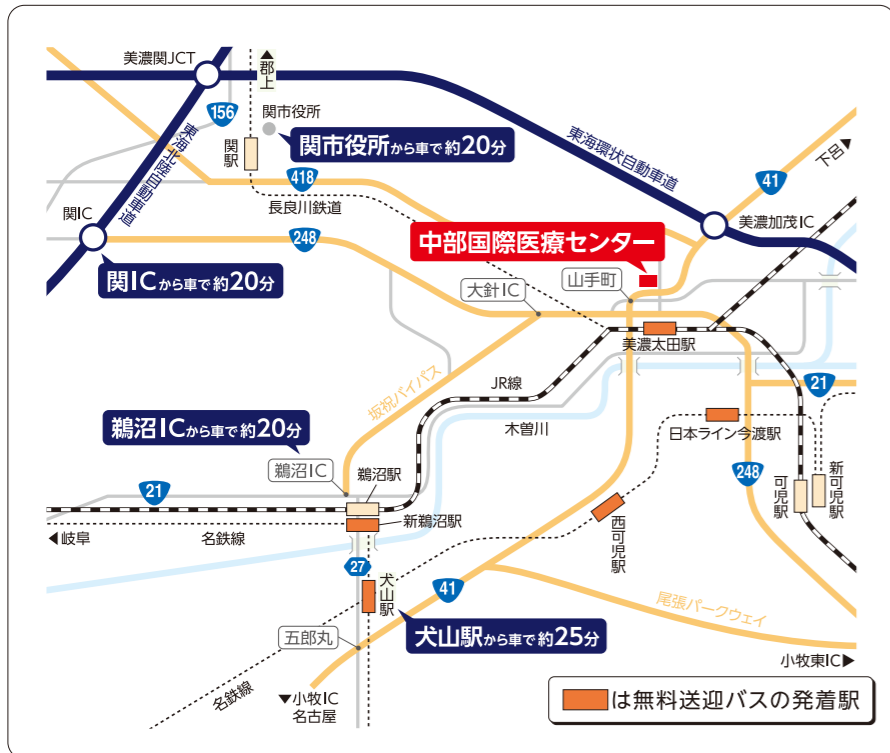 美濃関JCT
▲郡上
156
関市役所
関市役所から車で約20分
関駅
東海北陸自動車道
東海環状自動車道
41
下呂▲
418
長良川鉄道
関IC
248
美濃加茂IC
中部国際医療センター
関ICから車で約20分
山手町
大針IC
美濃太田駅
JR線
坂祝バイパス
21
木曽川
日本ライン今渡駅
鵜沼ICから車で約20分
鵜沼IC
鵜沼駅
248
可児駅
新可児駅
21
新鵜沼駅
西可児駅
◀岐阜
名鉄線
27
犬山駅
41
尾張パークウェイ
五郎丸
犬山駅から車で約25分
小牧東IC▶
名鉄線
▼小牧IC
名古屋
は無料送迎バスの発着駅